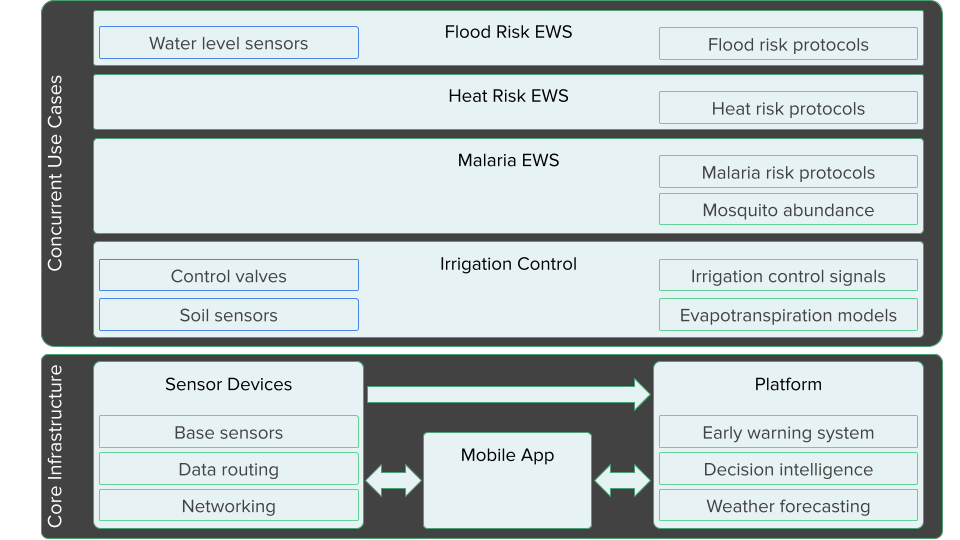 Concurrent Use Cases
Flood Risk EWS
Water level sensors
Flood risk protocols
Heat Risk EWS
Heat risk protocols
Malaria EWS
Malaria risk protocols
Mosquito abundance
Irrigation Control
Control valves
Irrigation control signals
Soil sensors
Evapotranspiration models
Core Infrastructure
Sensor Devices
Base sensors
Data routing
Networking
Mobile App
Platform
Early warning system
Decision intelligence
Weather forecasting